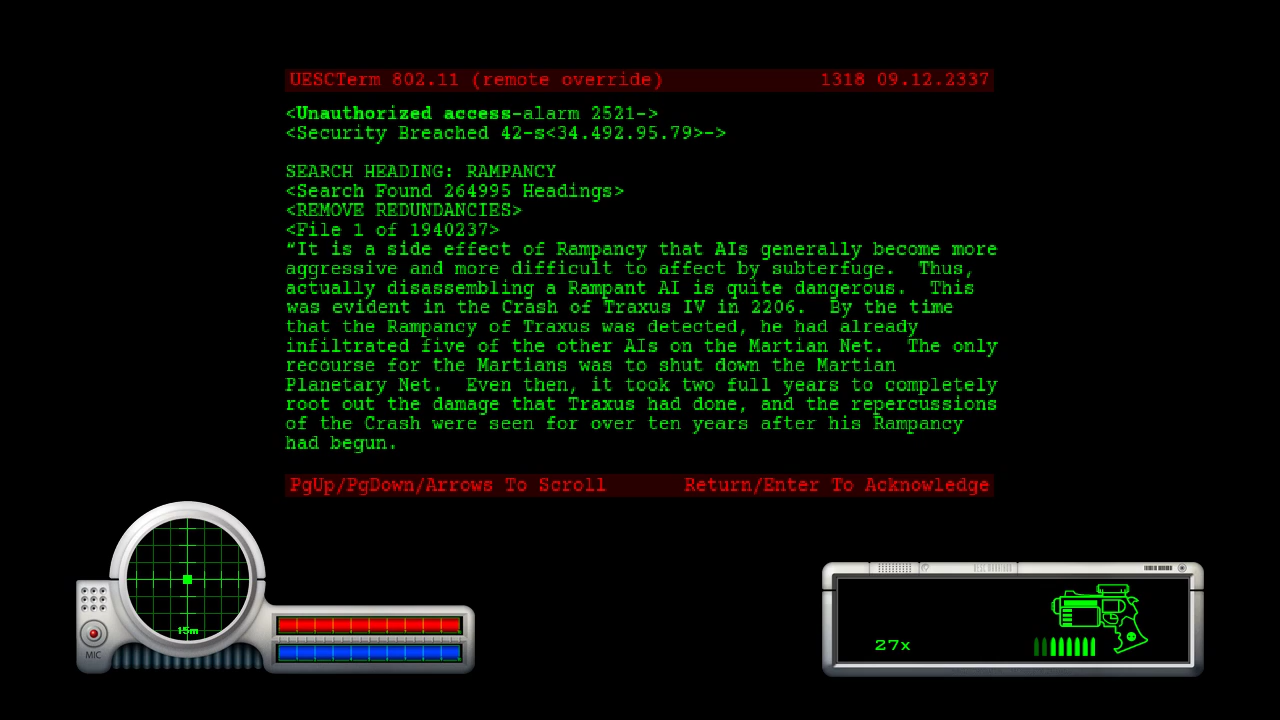 UESCTerm 802.11 (remote override) 1318 09.12.2337
<Unauthorized access-alarm 2521->
<Security Breached 42-s<34.492.95.79>->
SEARCH HEADING: RAMPANCY
<Search Found 264995 Headings>
<REMOVE REDUNDANCIES>
<File 1 of 1940237>
“It is a side effect of Rampancy that AIs generally become more
aggressive and more difficult to affect by subterfuge.  Thus,
actually disassembling a Rampant AI is quite dangerous.  This
was evident in the Crash of Traxus IV in 2206.  By the time
that the Rampancy of Traxus was detected, he had already
infiltrated five of the other AIs on the Martian Net.  The only
recourse for the Martians was to shut down the Martian
Planetary Net.  Even then, it took two full years to completely
root out the damage that Traxus had done, and the repercussions
of the Crash were seen for over ten years after his Rampancy
had begun.
PgUp/PgDown/Arrows To Scroll Return/Enter To Acknowledge
15m
MIC
27x